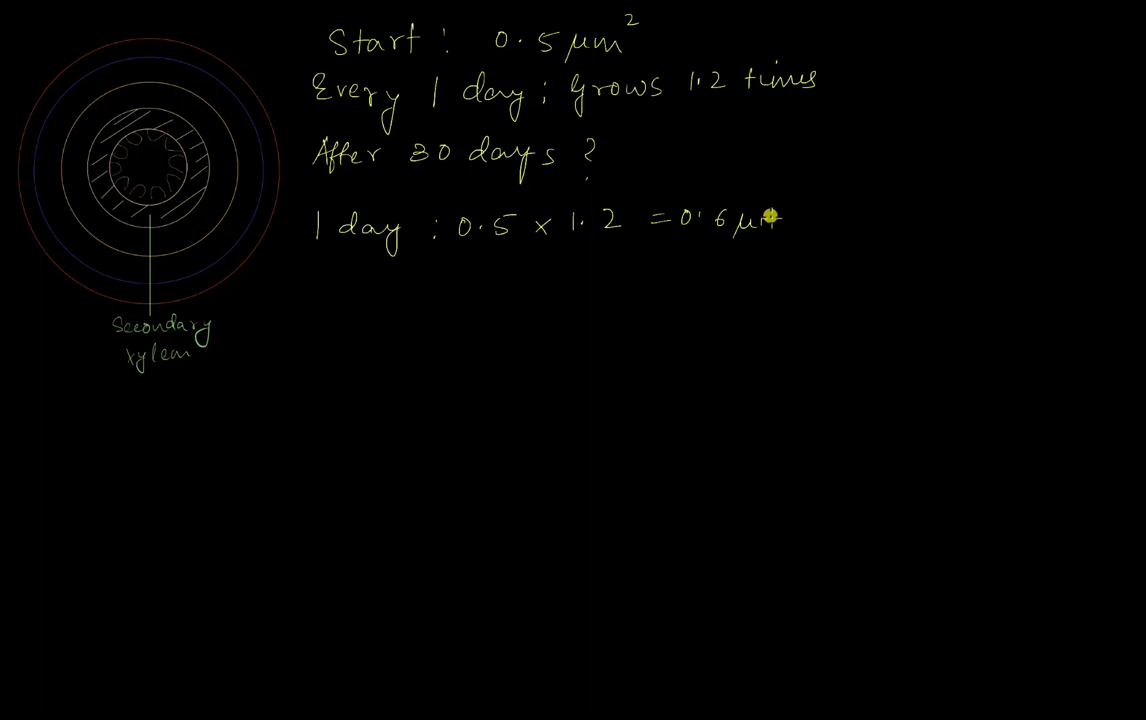 Start : 0.5 μm²
Every 1 day ; Grows 1.2 times
After 30 days ?
1 day : 0.5 × 1.2 = 0.6 μm
Secondary
xylem